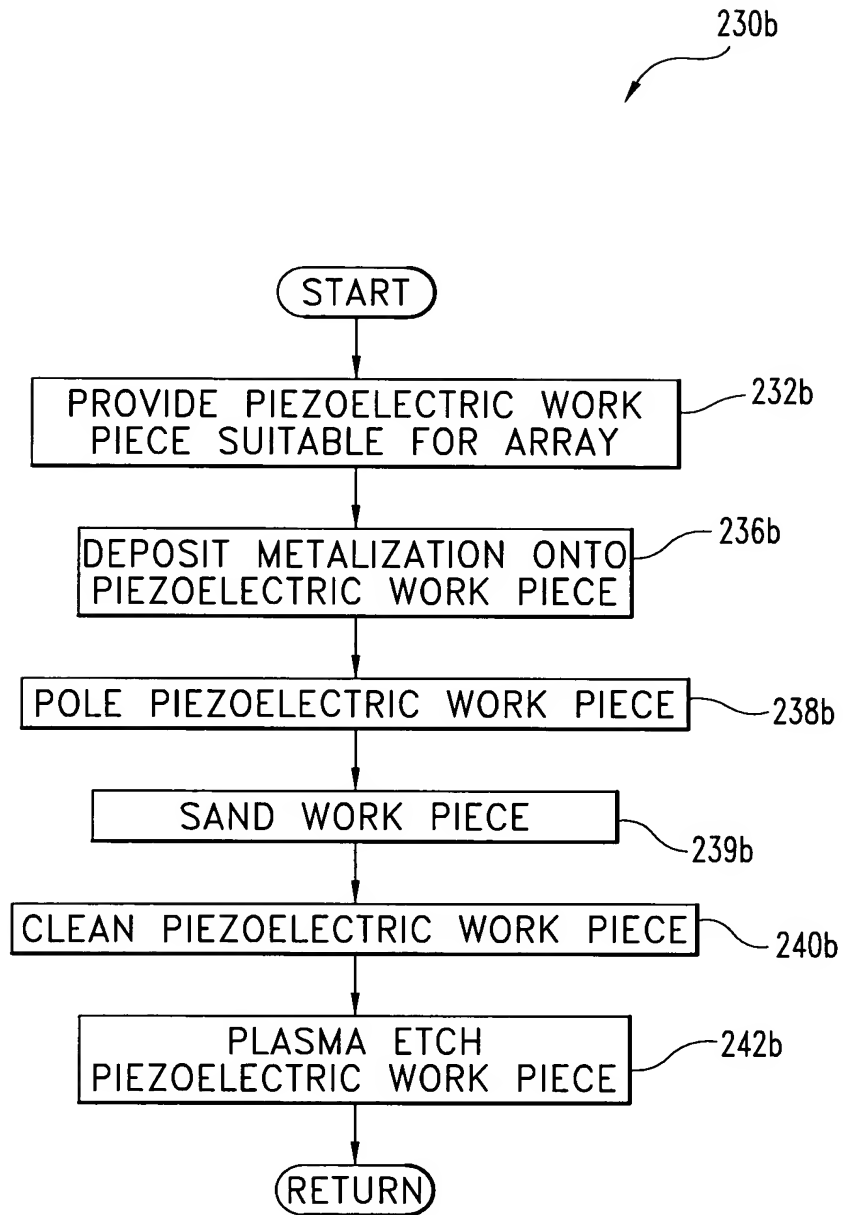 230b
START
PROVIDE PIEZOELECTRIC WORK
PIECE SUITABLE FOR ARRAY
232b
DEPOSIT METALIZATION ONTO
PIEZOELECTRIC WORK PIECE
236b
POLE PIEZOELECTRIC WORK PIECE
238b
SAND WORK PIECE
239b
CLEAN PIEZOELECTRIC WORK PIECE
240b
PLASMA ETCH
PIEZOELECTRIC WORK PIECE
242b
RETURN